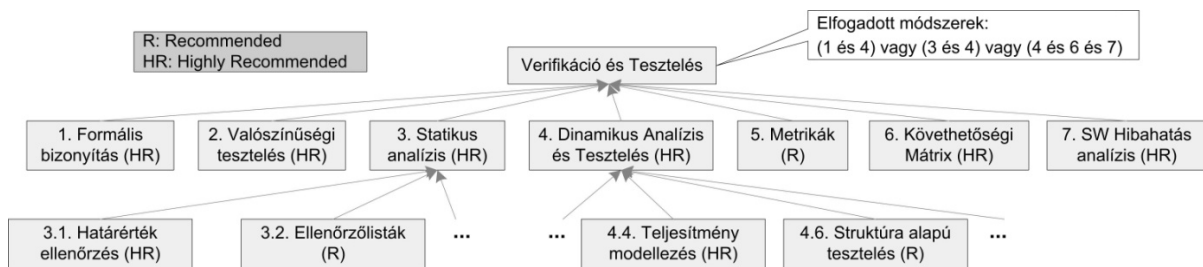 R: Recommended
HR: Highly Recommended
Elfogadott módszerek:
(1 és 4) vagy (3 és 4) vagy (4 és 6 és 7)
Verifikáció és Tesztelés
1. Formális
bizonyítás (HR)
2. Valószínűségi
tesztelés (HR)
3. Statikus
analízis (HR)
4. Dinamikus Analízis
és Tesztelés (HR)
5. Metrikák
(R)
6. Követhetőségi
Mátrix (HR)
7. SW Hibahatás
analízis (HR)
3.1. Határérték
ellenőrzés (HR)
3.2. Ellenőrzőlisták
(R)
...
...
4.4. Teljesítmény
modellezés (HR)
4.6. Struktúra alapú
tesztelés (R)
...